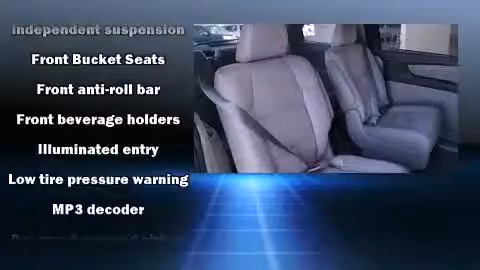 independent suspension
Front Bucket Seats
Front anti-roll bar
Front beverage holders
Illuminated entry
Low tire pressure warning
MP3 decoder